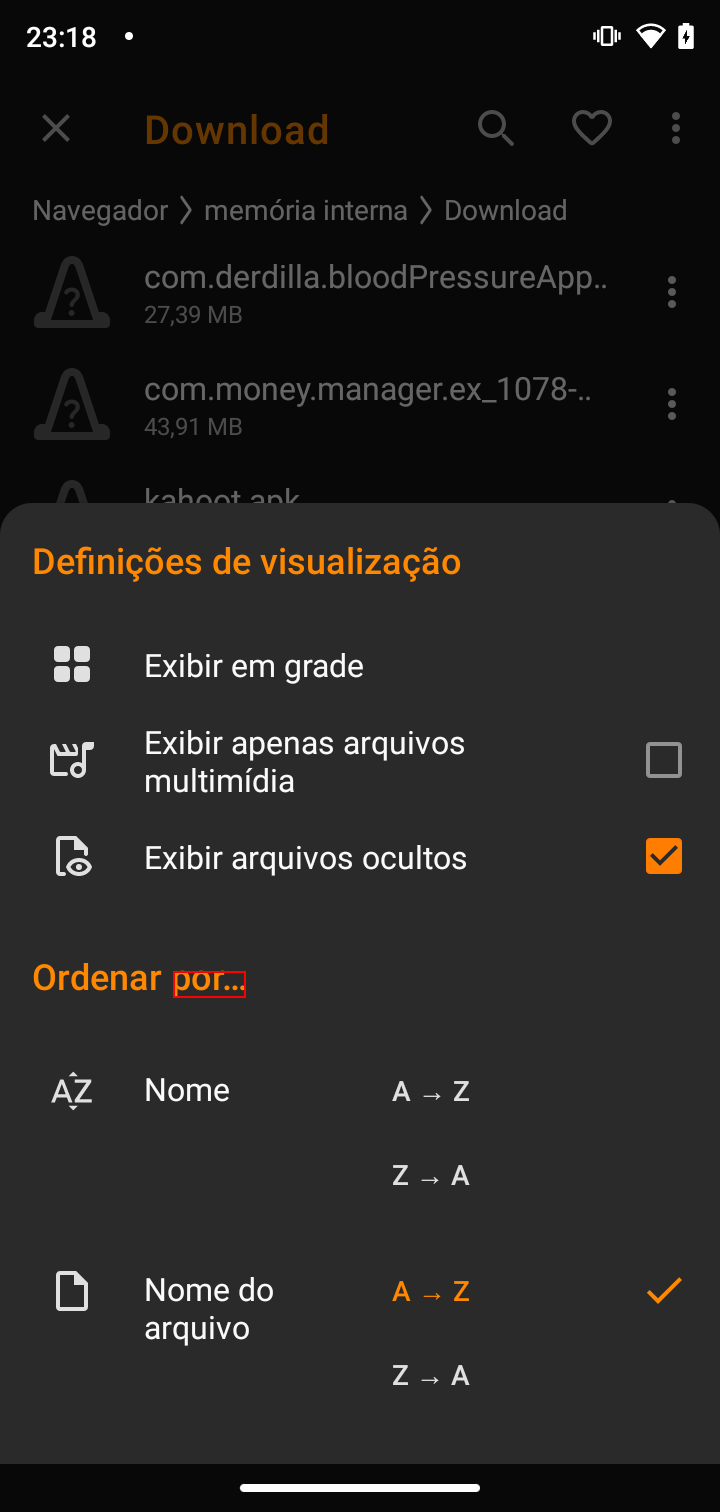 23:18
Download
Navegador
memória interna
Download
com.derdilla.bloodPressureApp..
27,39 MB
com.money.manager.ex_1078-..
43,91 MB
kahoot.apk
Definições de visualização
Exibir em grade
Exibir apenas arquivos
multimídia
Exibir arquivos ocultos
Ordenar por…
AZ
Nome
A → Z
Z → A
Nome do
arquivo
A → Z
Z → A